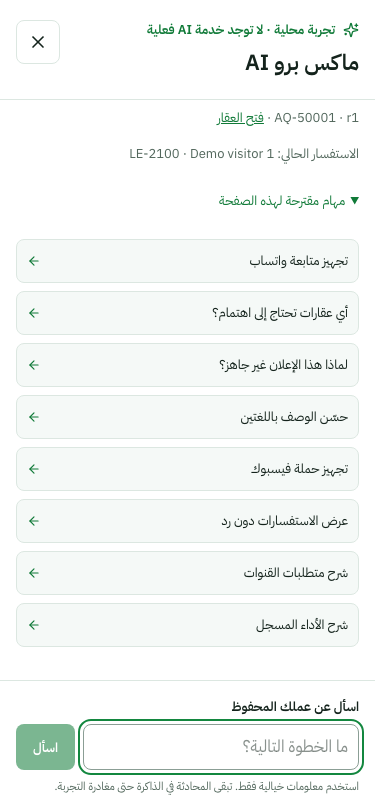 تجربة محلية · لا توجد خدمة AI فعلية
ماكس برو AI
AQ-50001 · r1 · فتح العقار
الاستفسار الحالي: LE-2100 · Demo visitor 1
▼ مهام مقترحة لهذه الصفحة
تجهيز متابعة واتساب
أي عقارات تحتاج إلى اهتمام؟
لماذا هذا الإعلان غير جاهز؟
حسّن الوصف باللغتين
تجهيز حملة فيسبوك
عرض الاستفسارات دون رد
شرح متطلبات القنوات
شرح الأداء المسجل
اسأل عن عملك المحفوظ
ما الخطوة التالية؟
اسأل
استخدم معلومات خيالية فقط. تبقى المحادثة في الذاكرة حتى مغادرة التجربة.